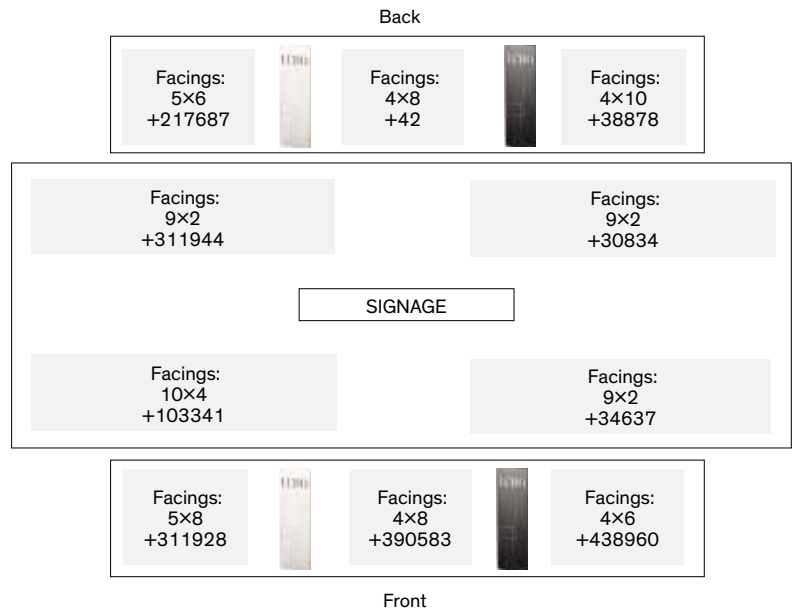 Back
Facings:
5×6
+217687
Facings:
4×8
+42
Facings:
4×10
+38878
Facings:
9×2
+311944
Facings:
9×2
+30834
SIGNAGE
Facings:
10×4
+103341
Facings:
9×2
+34637
Facings:
5×8
+311928
Facings:
4×8
+390583
Facings:
4×6
+438960
Front